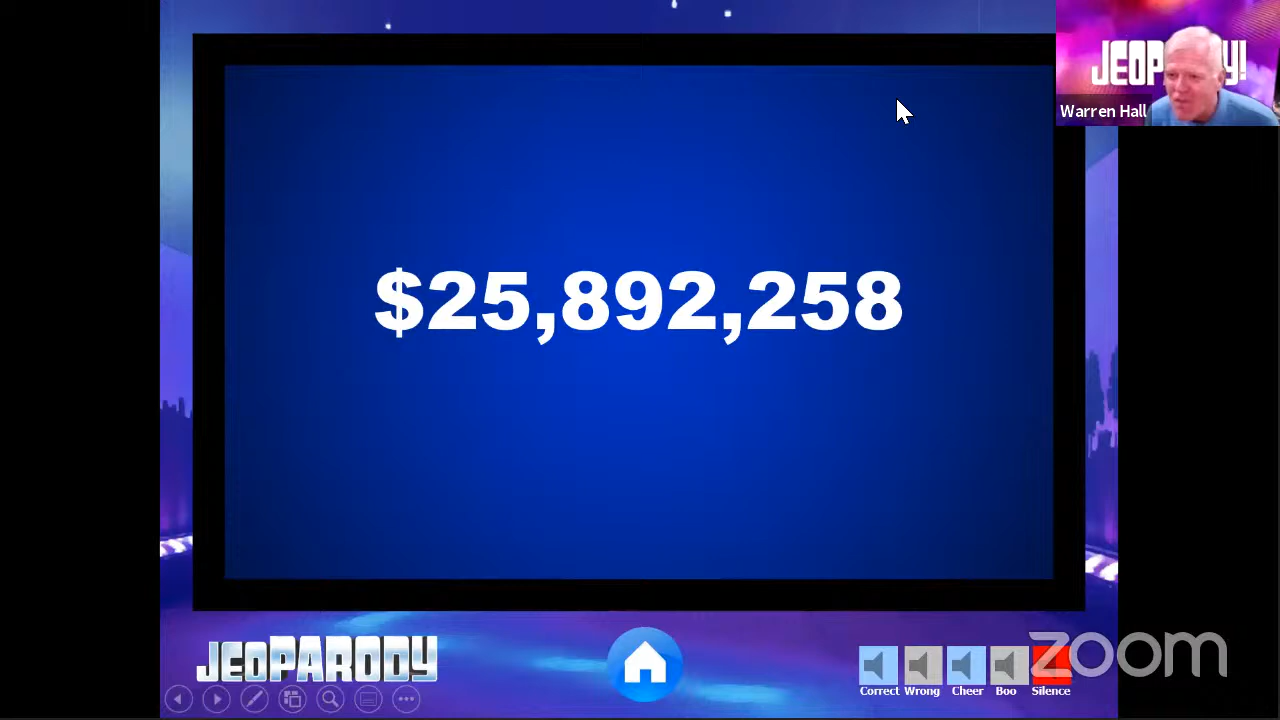 JEOPARDY!
Warren Hall
$25,892,258
JEOPARODY
Correct Wrong Cheer Boo Silence
zoom